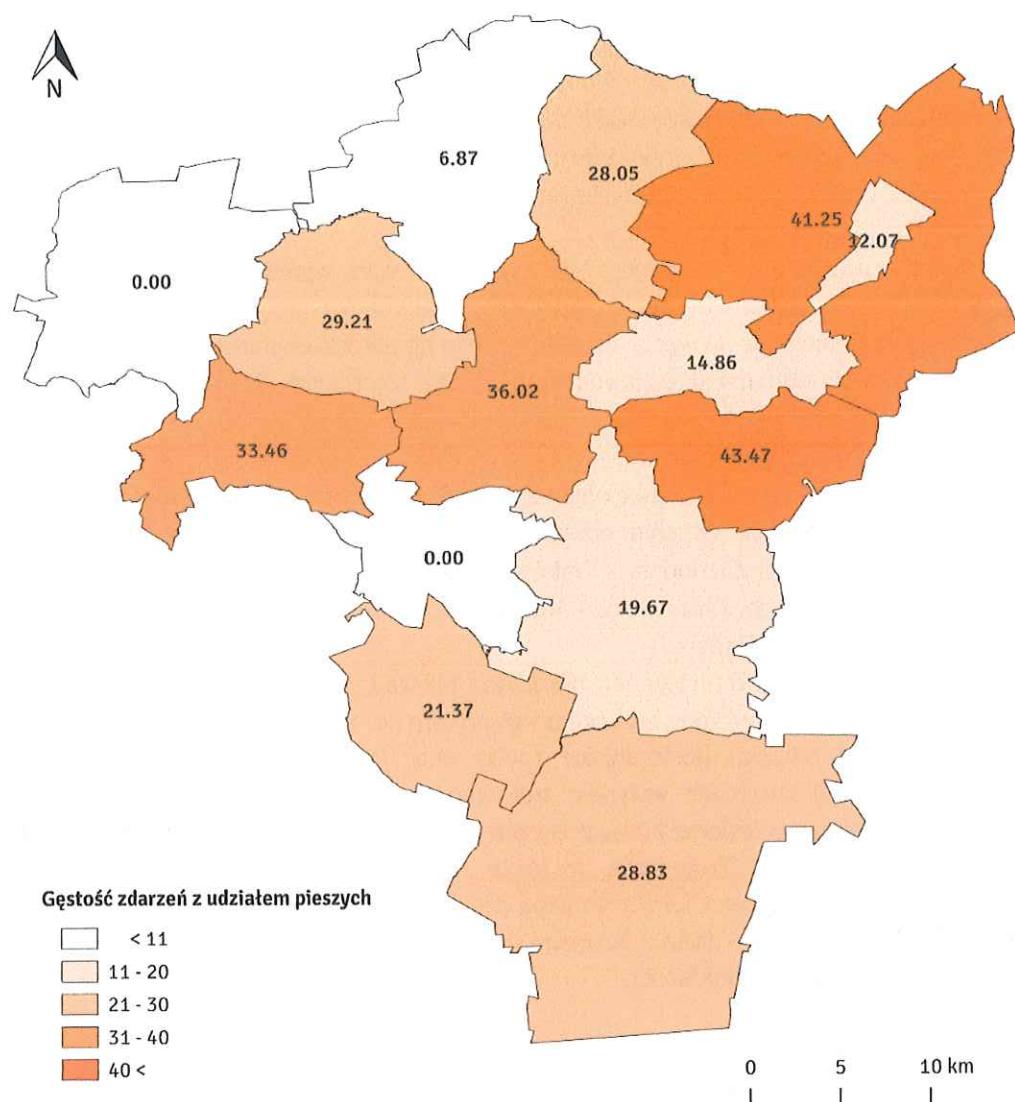 N
6.87
28.05
41.25
12.07
0.00
29.21
14.86
36.02
33.46
43.47
0.00
19.67
21.37
28.83
Gęstość zdarzeń z udziałem pieszych
< 11
11 - 20
21 - 30
31 - 40
40 <
0 5 10 km